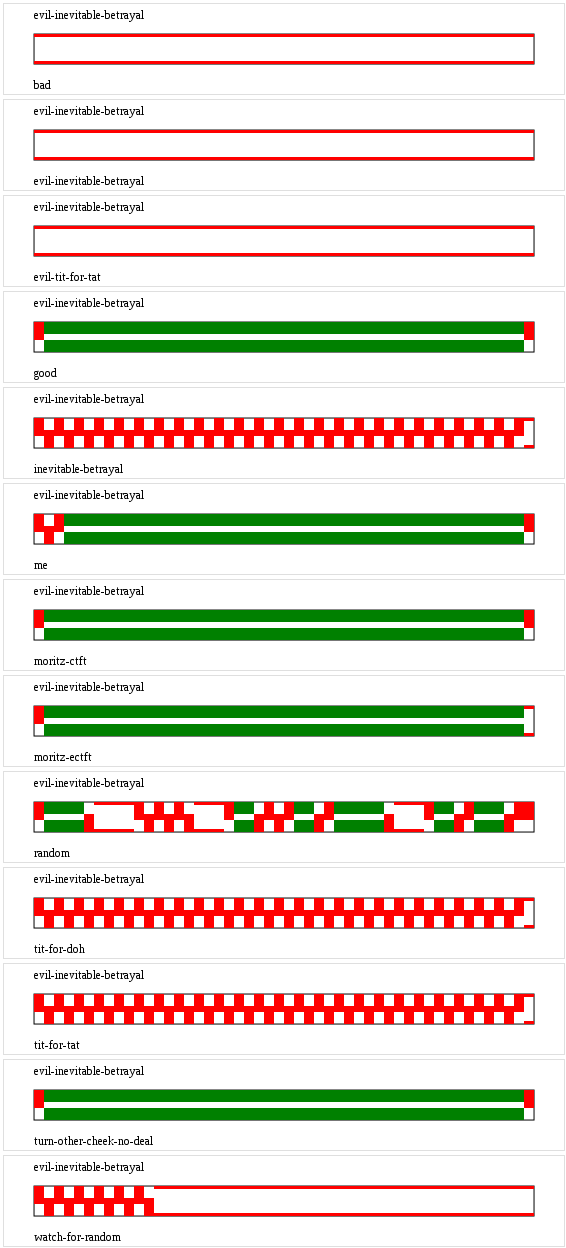 evil-inevitable-betrayal
bad
evil-inevitable-betrayal
evil-inevitable-betrayal
evil-inevitable-betrayal
evil-tit-for-tat
evil-inevitable-betrayal
good
evil-inevitable-betrayal
inevitable-betrayal
evil-inevitable-betrayal
me
evil-inevitable-betrayal
moritz-ctft
evil-inevitable-betrayal
moritz-ectft
evil-inevitable-betrayal
random
evil-inevitable-betrayal
tit-for-doh
evil-inevitable-betrayal
tit-for-tat
evil-inevitable-betrayal
turn-other-cheek-no-deal
evil-inevitable-betrayal
watch-for-random